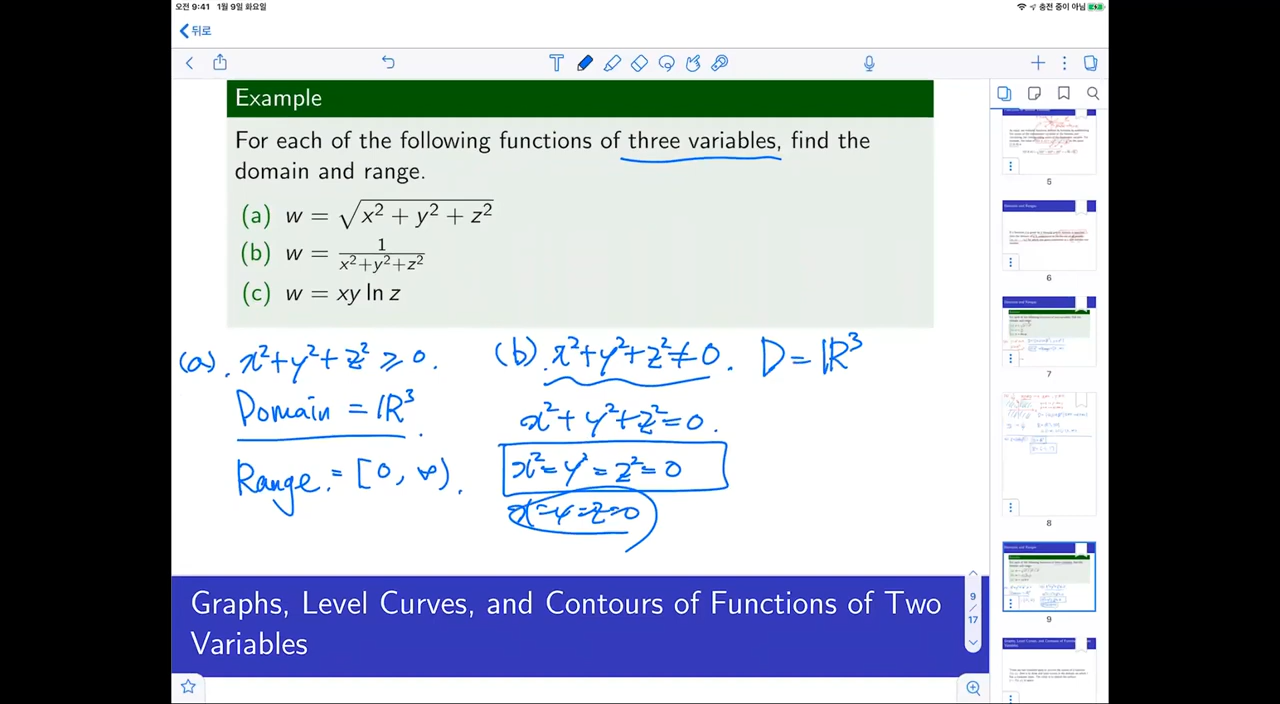 오전 9:41 1월 9일 화요일
충전 중이 아님
뒤로
Example
For each of the following functions of three variables, find the
domain and range.
(a) w = √(x² + y² + z²)
(b) w = 1/(x²+y²+z²)
(c) w = xy ln z
(a). x²+y²+z² ≥ 0.
Domain = ℝ³.
Range = [0, ∞).
(b). x²+y²+z² ≠ 0. D = ℝ³
x²+y²+z²=0.
x²=y²=z²=0
x=y=z=0
Graphs, Level Curves, and Contours of Functions of Two
Variables
9
17
5
6
7
8
9